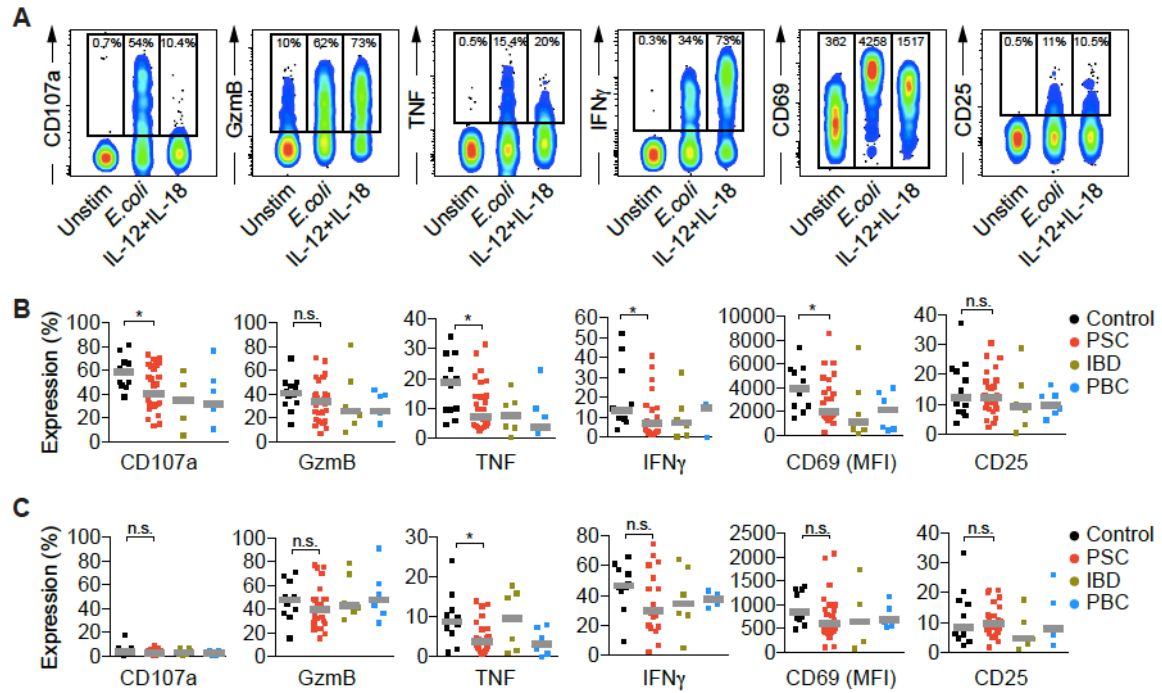 A
CD107a
0.7% 54% 10.4%
Unstim
E.coli
IL-12+IL-18
GzmB
10% 62% 73%
Unstim
E.coli
IL-12+IL-18
TNF
0.5% 15.4% 20%
Unstim
E.coli
IL-12+IL-18
IFNγ
0.3% 34% 73%
Unstim
E.coli
IL-12+IL-18
CD69
362 4258 1517
Unstim
E.coli
IL-12+IL-18
CD25
0.5% 11% 10.5%
Unstim
E.coli
IL-12+IL-18
B
Expression (%)
100
80
60
40
20
0
*
CD107a
100
80
60
40
20
0
n.s.
GzmB
40
30
20
10
0
*
TNF
60
50
40
30
20
10
0
*
IFNγ
10000
8000
6000
4000
2000
0
*
CD69 (MFI)
40
30
20
10
0
n.s.
CD25
Control
PSC
IBD
PBC
C
Expression (%)
100
80
60
40
20
0
n.s.
CD107a
100
80
60
40
20
0
n.s.
GzmB
30
20
10
0
*
TNF
80
60
40
20
0
n.s.
IFNγ
2500
2000
1500
1000
500
0
n.s.
CD69 (MFI)
40
30
20
10
0
n.s.
CD25
Control
PSC
IBD
PBC